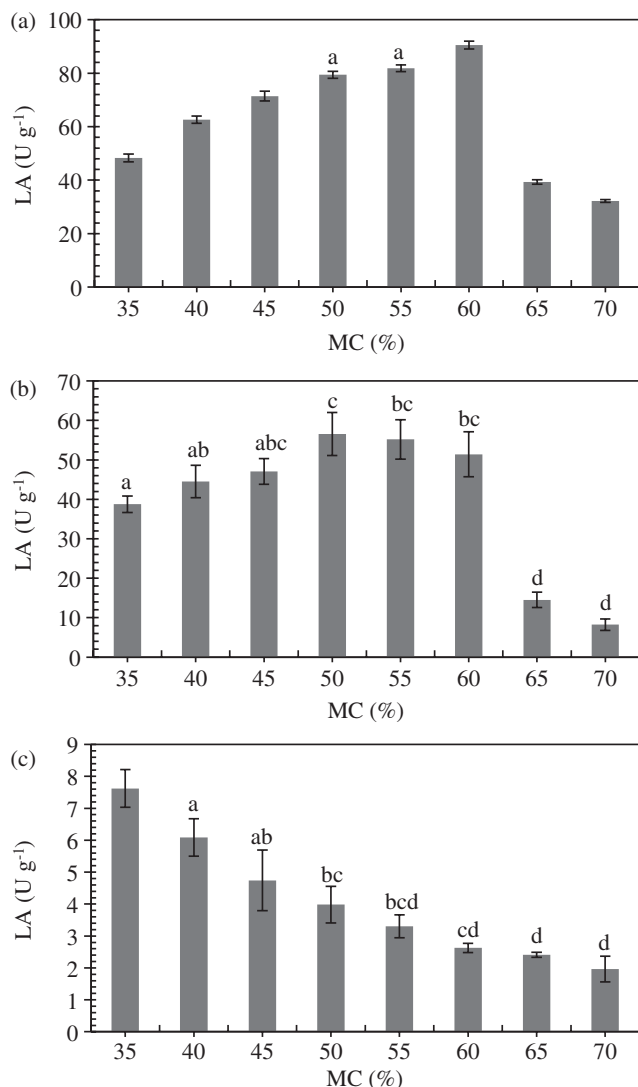 (a)
LA (U g-1)
100
80
60
40
20
0
a a
35 40 45 50 55 60 65 70
MC (%)
(b)
LA (U g-1)
70
60
50
40
30
20
10
0
a ab abc c bc bc d d
35 40 45 50 55 60 65 70
MC (%)
(c)
LA (U g-1)
9
8
7
6
5
4
3
2
1
0
a ab bc bcd cd d d
35 40 45 50 55 60 65 70
MC (%)